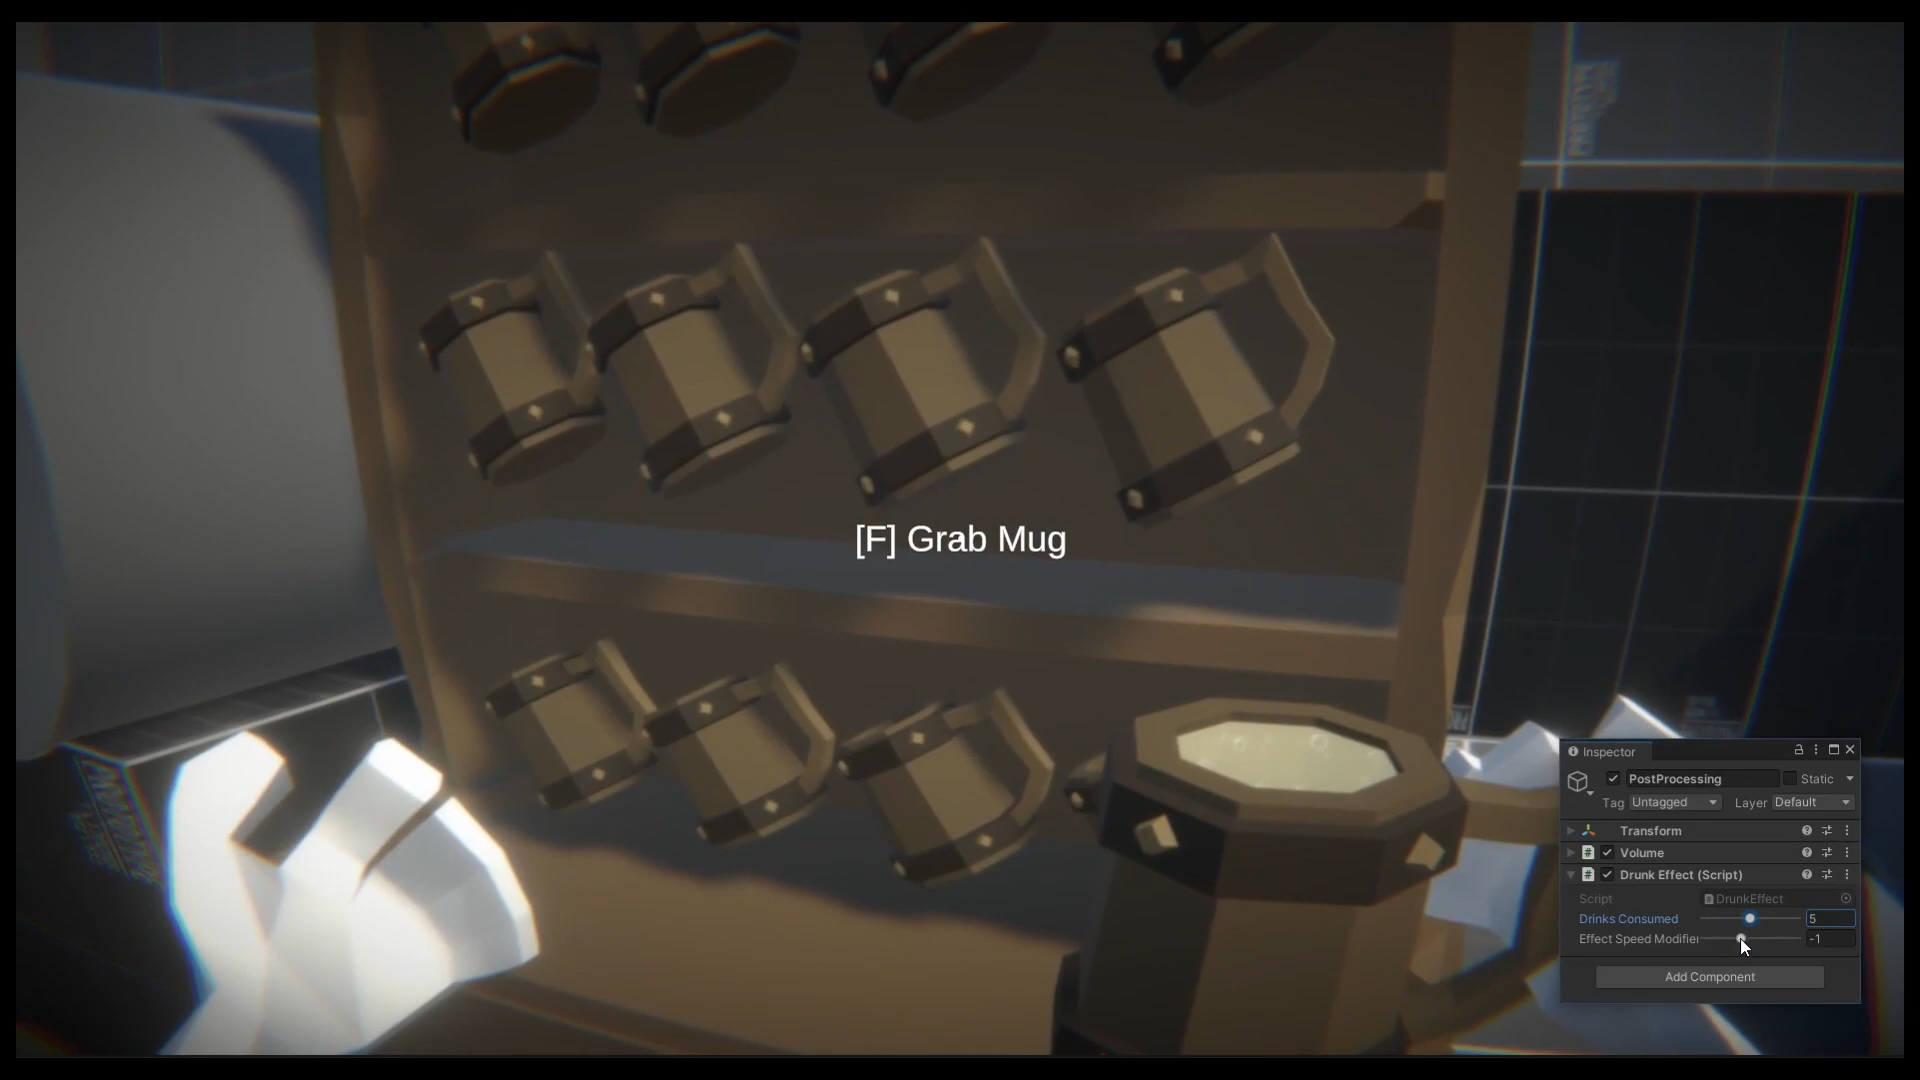 PROTOTYPE
[F] Grab Mug
Inspector
PostProcessing
Static
Tag Untagged Layer Default
Transform
Volume
Drunk Effect (Script)
Script DrunkEffect
Drinks Consumed 5
Effect Speed Modifier -1
Add Component